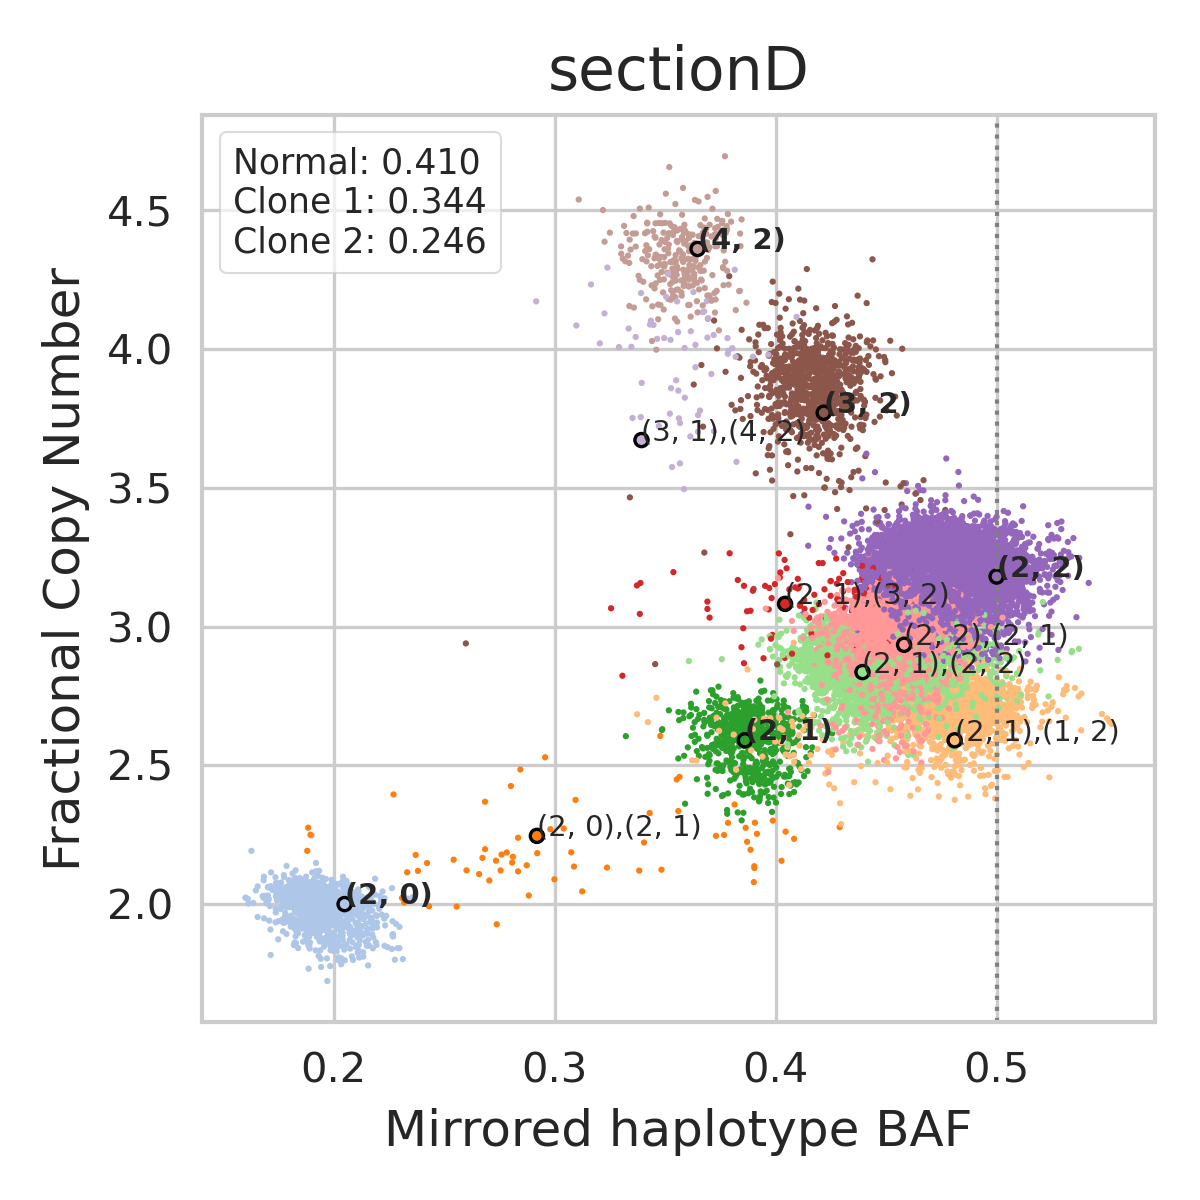 sectionD
Normal: 0.410
Clone 1: 0.344
Clone 2: 0.246
Fractional Copy Number
4.5
4.0
3.5
3.0
2.5
2.0
(4, 2)
(3, 2)
(3, 1),(4, 2)
(2, 2)
(2, 1),(3, 2)
(2, 2),(2, 1)
(2, 1),(2, 2)
(2, 1)
(2, 1),(1, 2)
(2, 0),(2, 1)
(2, 0)
0.2
0.3
0.4
0.5
Mirrored haplotype BAF